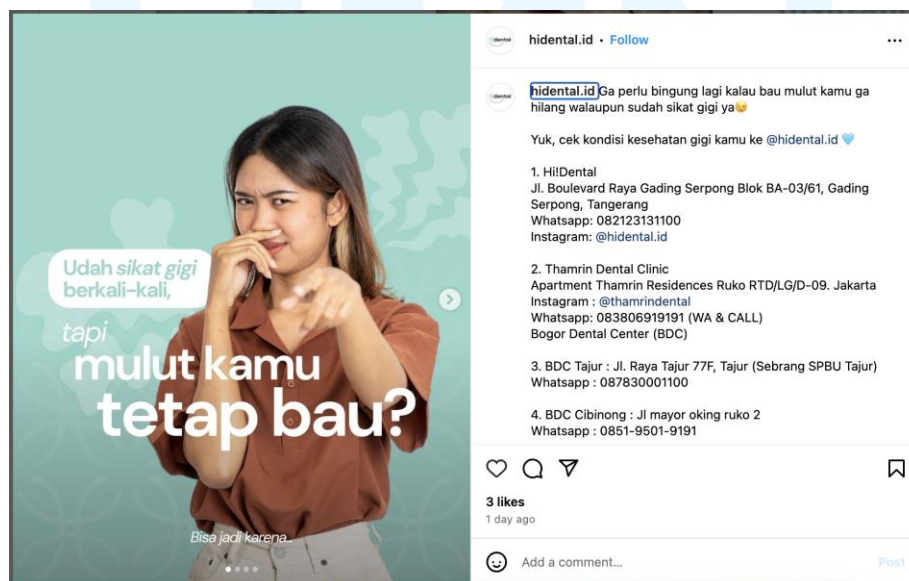 Udah sikat gigi
berkali-kali,
tapi
mulut kamu
tetap bau?
Bisa jadi karena...
hidental.id • Follow
hidental.id Ga perlu bingung lagi kalau bau mulut kamu ga
hilang walaupun sudah sikat gigi ya😉
Yuk, cek kondisi kesehatan gigi kamu ke @hidental.id 🩵
1. Hi!Dental
Jl. Boulevard Raya Gading Serpong Blok BA-03/61, Gading
Serpong, Tangerang
Whatsapp: 082123131100
Instagram: @hidental.id
2. Thamrin Dental Clinic
Apartment Thamrin Residences Ruko RTD/LG/D-09. Jakarta
Instagram : @thamrindental
Whatsapp: 083806919191 (WA & CALL)
Bogor Dental Center (BDC)
3. BDC Tajur : Jl. Raya Tajur 77F, Tajur (Sebrang SPBU Tajur)
Whatsapp : 087830001100
4. BDC Cibinong : Jl mayor oking ruko 2
Whatsapp : 0851-9501-9191
3 likes
1 day ago
Add a comment...
Post